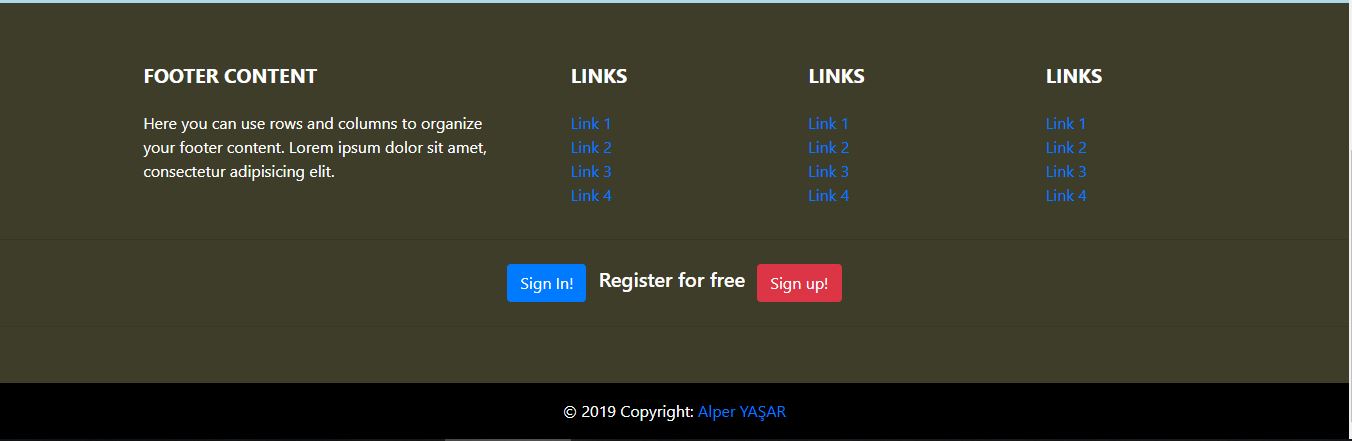 FOOTER CONTENT
Here you can use rows and columns to organize
your footer content. Lorem ipsum dolor sit amet,
consectetur adipisicing elit.
LINKS
Link 1
Link 2
Link 3
Link 4
LINKS
Link 1
Link 2
Link 3
Link 4
LINKS
Link 1
Link 2
Link 3
Link 4
Sign In! Register for free Sign up!
© 2019 Copyright: Alper YAŞAR